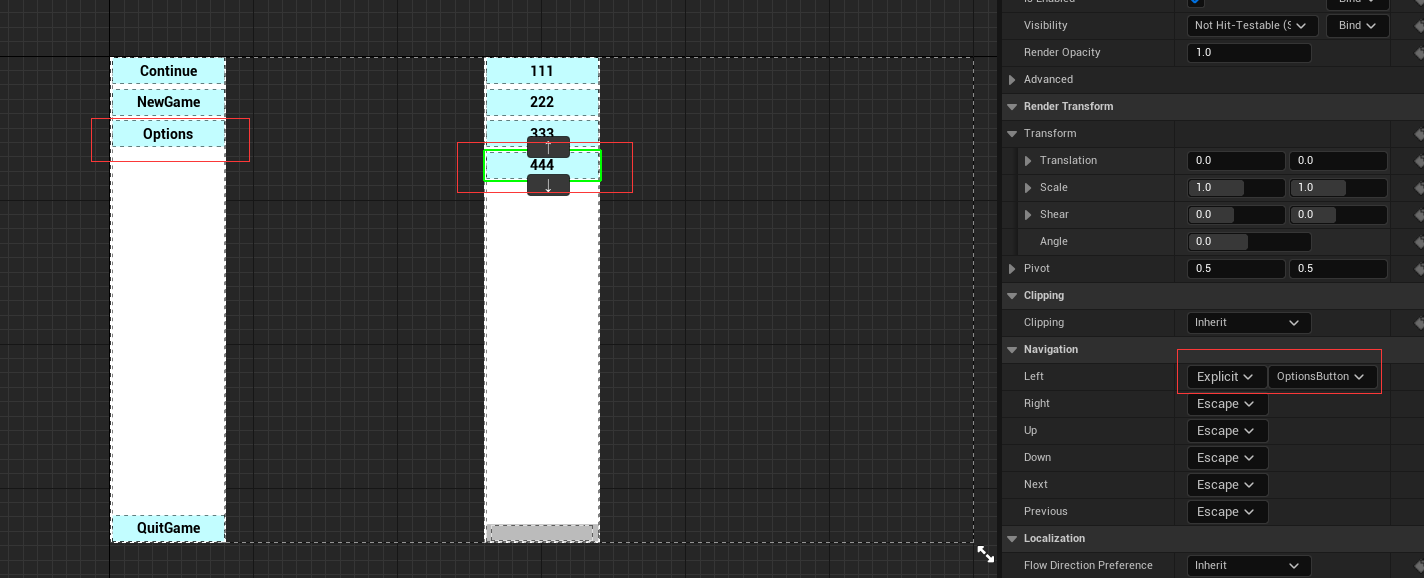 Continue
NewGame
Options
QuitGame
111
222
333
↑
444
↓
Bind
Visibility
Not Hit-Testable (S
Bind
Render Opacity
1.0
Advanced
Render Transform
Transform
Translation
0.0
0.0
Scale
1.0
1.0
Shear
0.0
0.0
Angle
0.0
Pivot
0.5
0.5
Clipping
Clipping
Inherit
Navigation
Left
Explicit
OptionsButton
Right
Escape
Up
Escape
Down
Escape
Next
Escape
Previous
Escape
Localization
Flow Direction Preference
Inherit